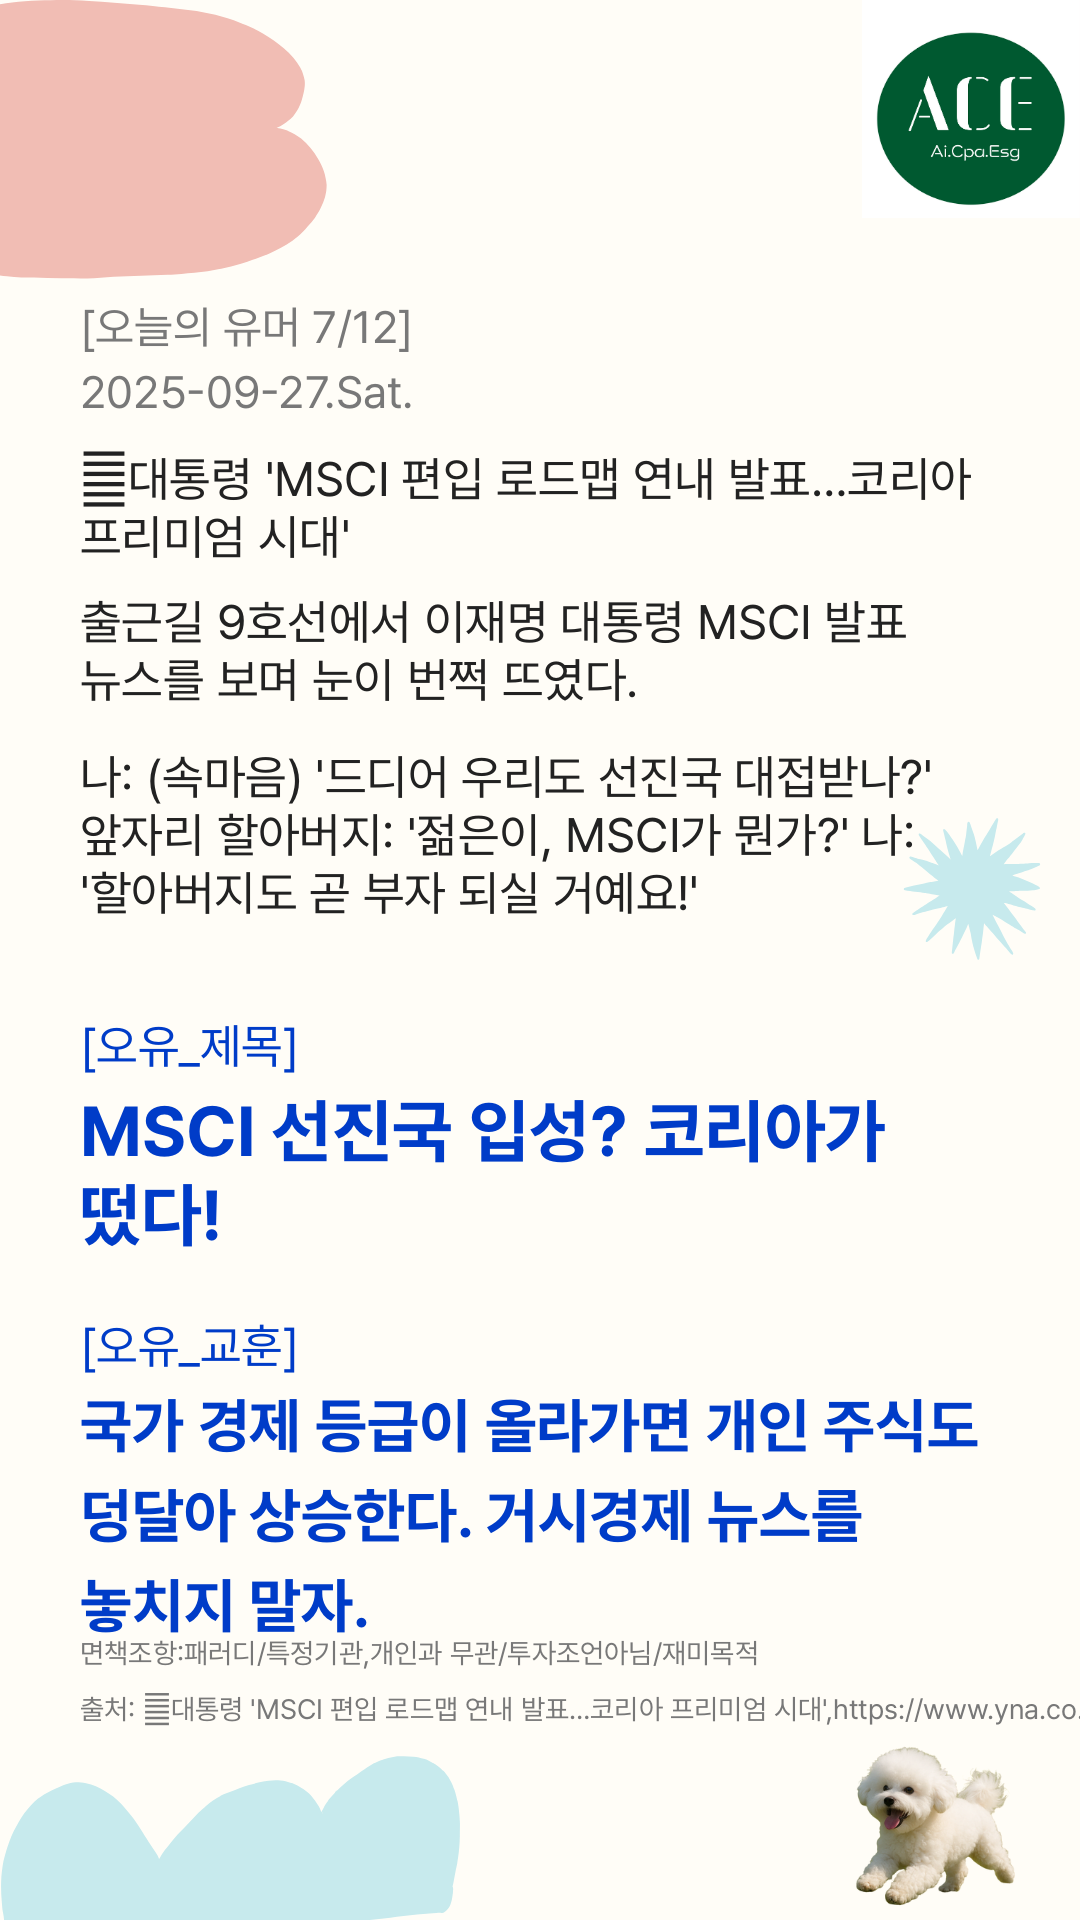 ACE
Ai.Cpa.Esg
[오늘의 유머 7/12]
2025-09-27.Sat.
대통령 'MSCI 편입 로드맵 연내 발표…코리아
프리미엄 시대'
출근길 9호선에서 이재명 대통령 MSCI 발표
뉴스를 보며 눈이 번쩍 뜨였다.
나: (속마음) '드디어 우리도 선진국 대접받나?'
앞자리 할아버지: '젊은이, MSCI가 뭔가?' 나:
'할아버지도 곧 부자 되실 거예요!'
[오유_제목]
MSCI 선진국 입성? 코리아가
떴다!
[오유_교훈]
국가 경제 등급이 올라가면 개인 주식도
덩달아 상승한다. 거시경제 뉴스를
놓치지 말자.
면책조항:패러디/특정기관,개인과 무관/투자조언아님/재미목적
출처: 대통령 'MSCI 편입 로드맵 연내 발표…코리아 프리미엄 시대',https://www.yna.co.